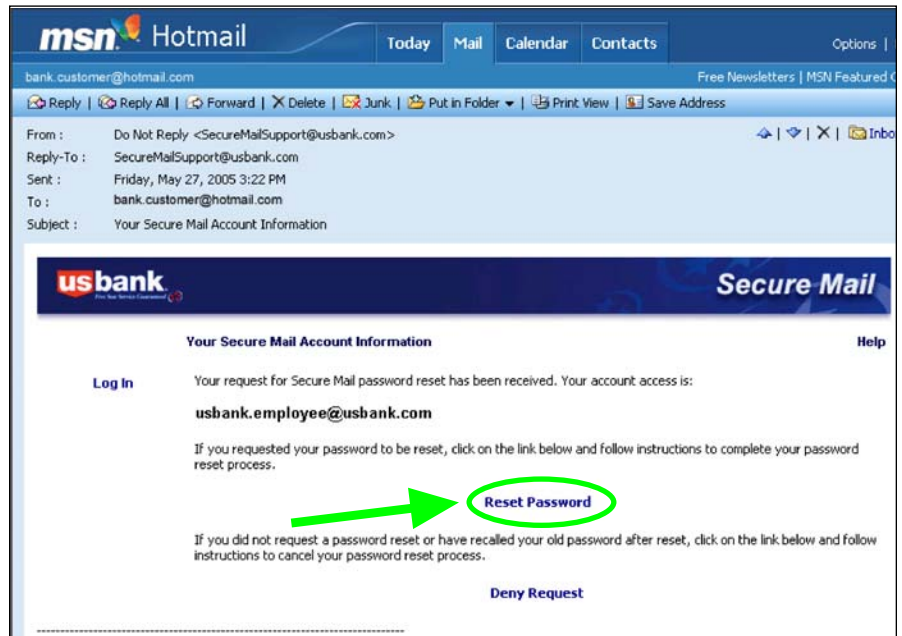 msn Hotmail
Today Mail Calendar Contacts
Options |
bank.customer@hotmail.com
Free Newsletters | MSN Featured
Reply | Reply All | Forward | Delete | Junk | Put in Folder | Print View | Save Address
From : Do Not Reply <SecureMailSupport@usbank.com>
| | | Inbo
Reply-To : SecureMailSupport@usbank.com
Sent : Friday, May 27, 2005 3:22 PM
To : bank.customer@hotmail.com
Subject : Your Secure Mail Account Information
usbank.
Five Star Service Guaranteed
Secure Mail
Your Secure Mail Account Information
Help
Log In
Your request for Secure Mail password reset has been received. Your account access is:
usbank.employee@usbank.com
If you requested your password to be reset, click on the link below and follow instructions to complete your password
reset process.
Reset Password
If you did not request a password reset or have recalled your old password after reset, click on the link below and follow
instructions to cancel your password reset process.
Deny Request
--------------------------------------------------------------------------------